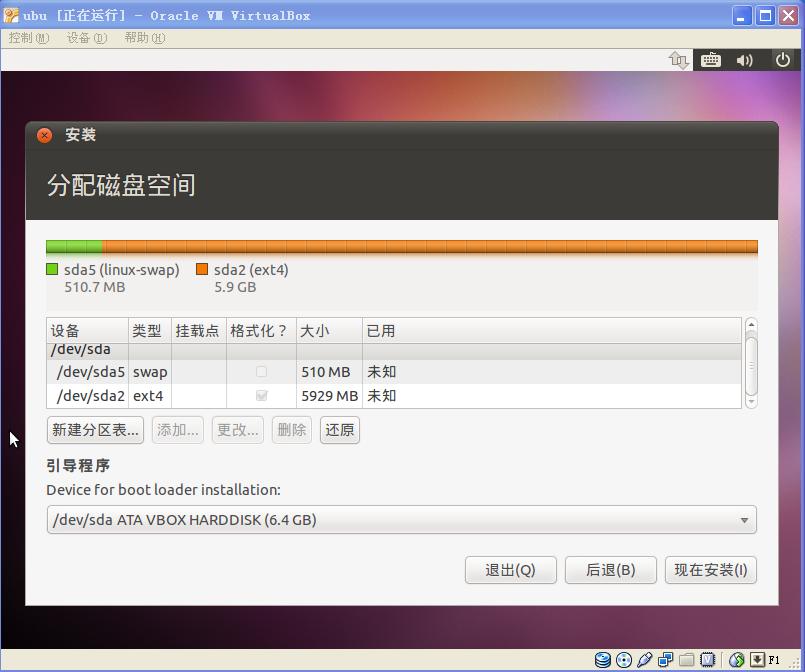 ubu [正在运行] - Oracle VM VirtualBox
控制(M) 设备(D) 帮助(H)
安装
分配磁盘空间
sda5 (linux-swap) sda2 (ext4)
510.7 MB 5.9 GB
设备 类型 挂载点 格式化？ 大小 已用
/dev/sda
/dev/sda5 swap 510 MB 未知
/dev/sda2 ext4 5929 MB 未知
新建分区表... 添加... 更改... 删除 还原
引导程序
Device for boot loader installation:
/dev/sda ATA VBOX HARDDISK (6.4 GB)
退出(Q) 后退(B) 现在安装(I)
F1